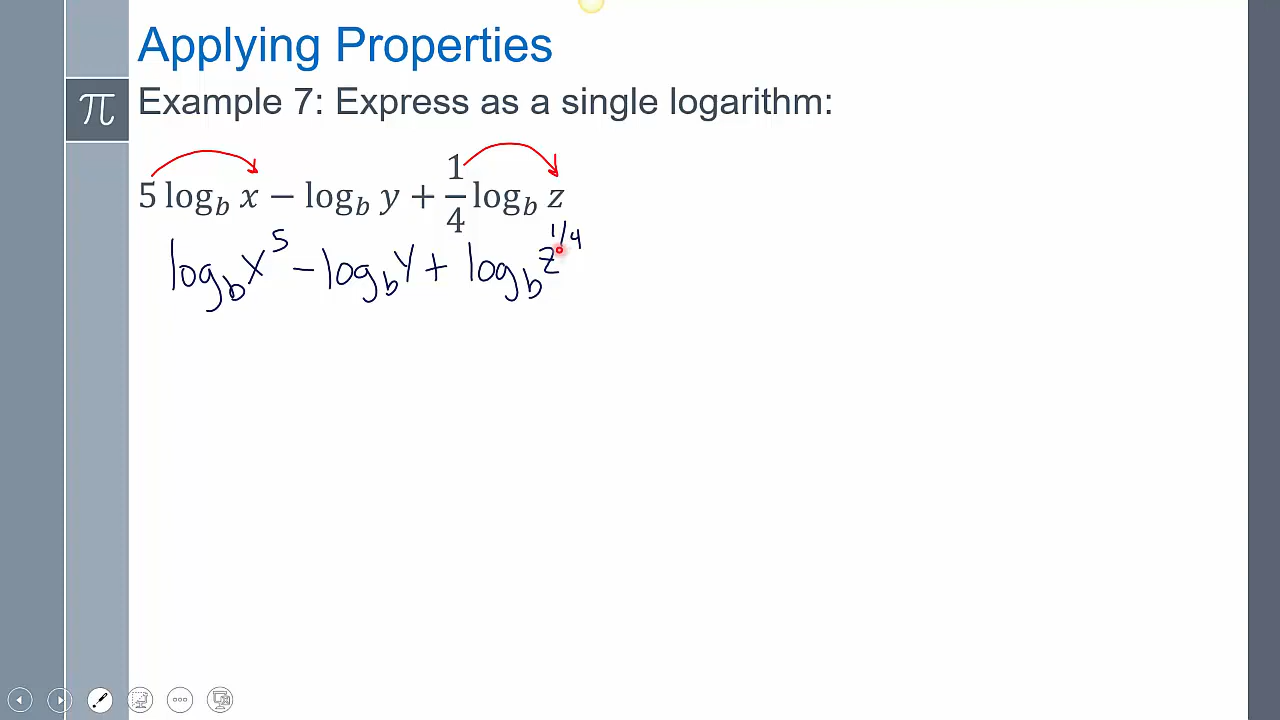 Applying Properties
π
Example 7: Express as a single logarithm:
5 log_b x − log_b y + 1/4 log_b z
log_b x^5 − log_b y + log_b z^{1/4}